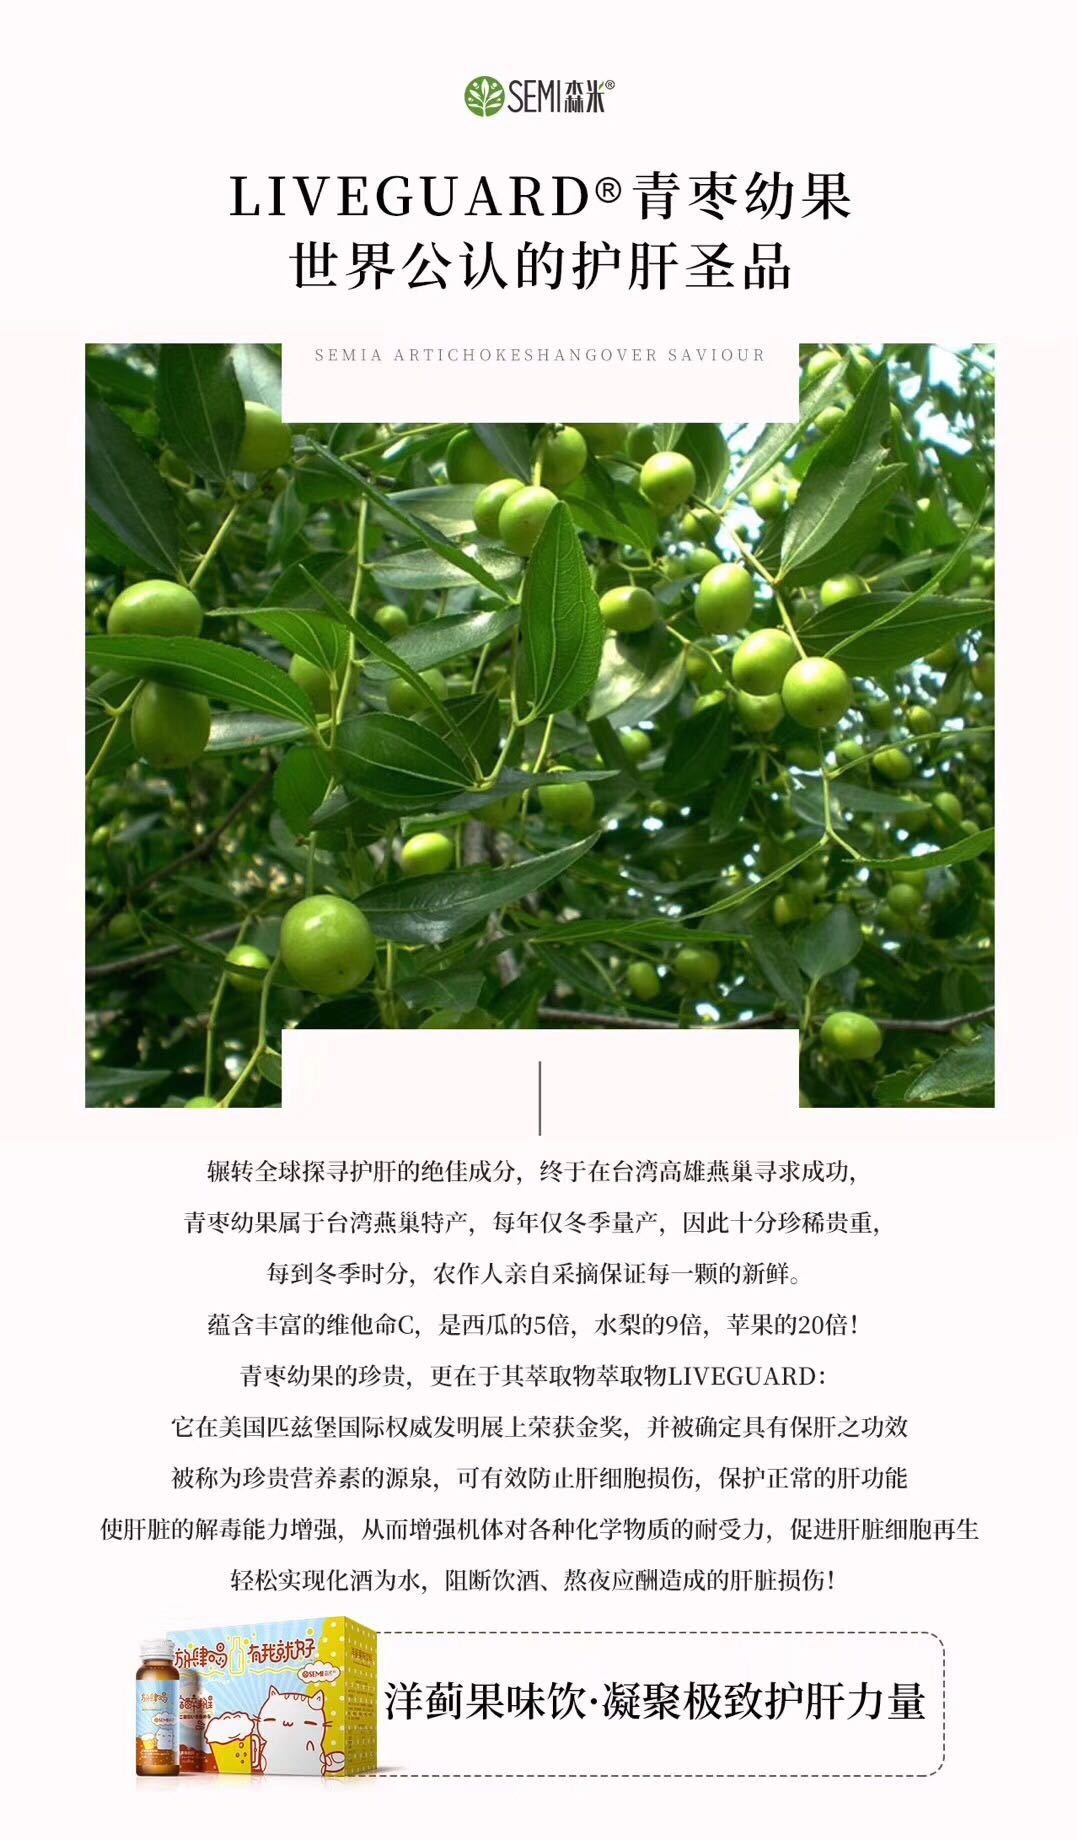 SEMI森米®
LIVEGUARD®青枣幼果
世界公认的护肝圣品
SEMIA ARTICHOKESHANGOVER SAVIOUR
辗转全球探寻护肝的绝佳成分，终于在台湾高雄燕巢寻求成功，
青枣幼果属于台湾燕巢特产，每年仅冬季量产，因此十分珍稀贵重，
每到冬季时分，农作人亲自采摘保证每一颗的新鲜。
蕴含丰富的维他命C，是西瓜的5倍，水梨的9倍，苹果的20倍！
青枣幼果的珍贵，更在于其萃取物萃取物LIVEGUARD：
它在美国匹兹堡国际权威发明展上荣获金奖，并被确定具有保肝之功效
被称为珍贵营养素的源泉，可有效防止肝细胞损伤，保护正常的肝功能
使肝脏的解毒能力增强，从而增强机体对各种化学物质的耐受力，促进肝脏细胞再生
轻松实现化酒为水，阻断饮酒、熬夜应酬造成的肝脏损伤！
放肆喝 有我就好
SEMI森米
放肆喝
SEMI森米
洋蓟果味饮·凝聚极致护肝力量